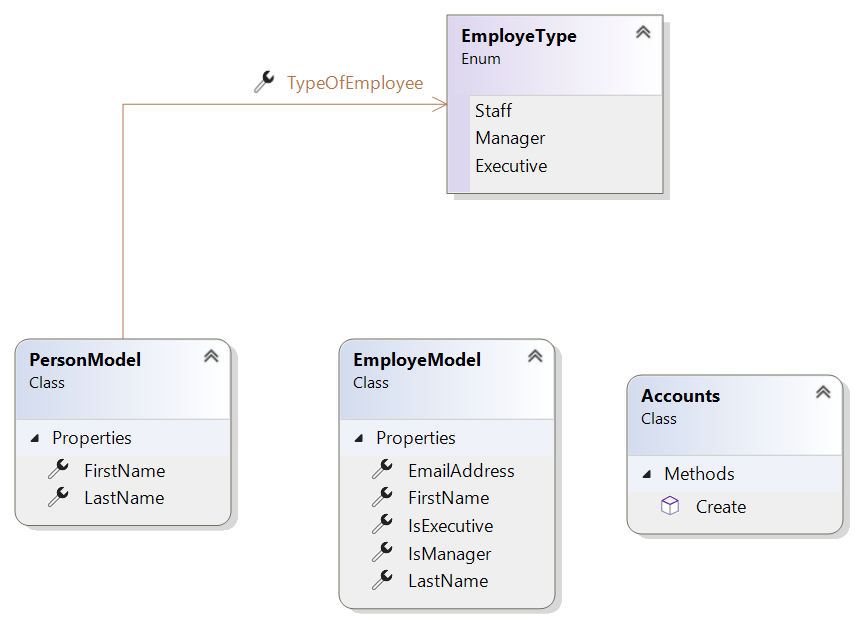 EmployeType
Enum
TypeOfEmployee
Staff
Manager
Executive
PersonModel
Class
Properties
FirstName
LastName
EmployeModel
Class
Properties
EmailAddress
FirstName
IsExecutive
IsManager
LastName
Accounts
Class
Methods
Create